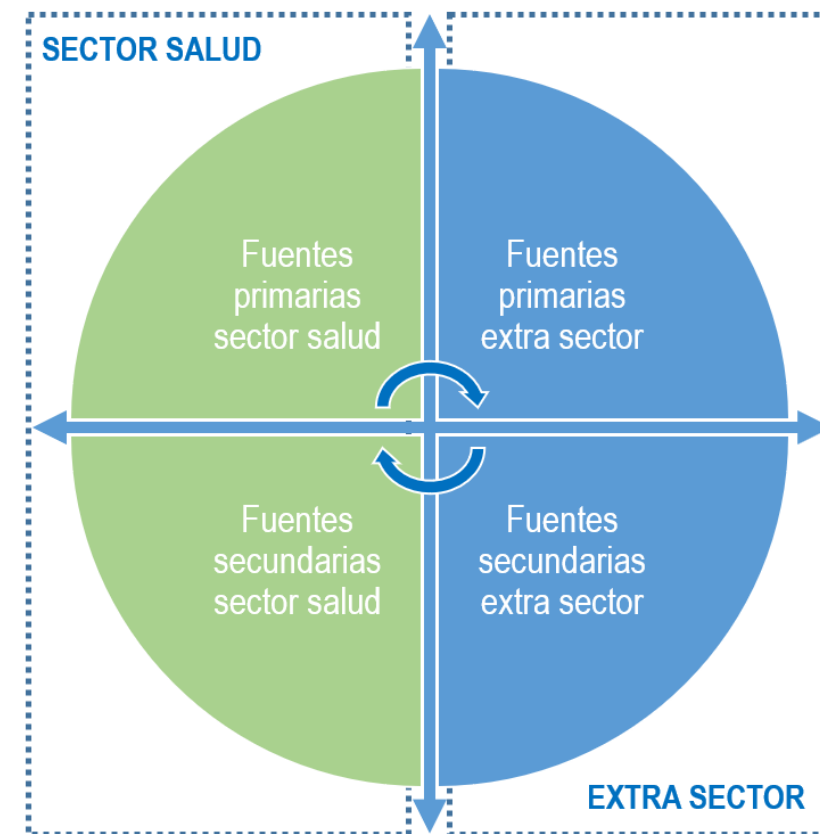 SECTOR SALUD
Fuentes
primarias
sector salud
Fuentes
primarias
extra sector
Fuentes
secundarias
sector salud
Fuentes
secundarias
extra sector
EXTRA SECTOR